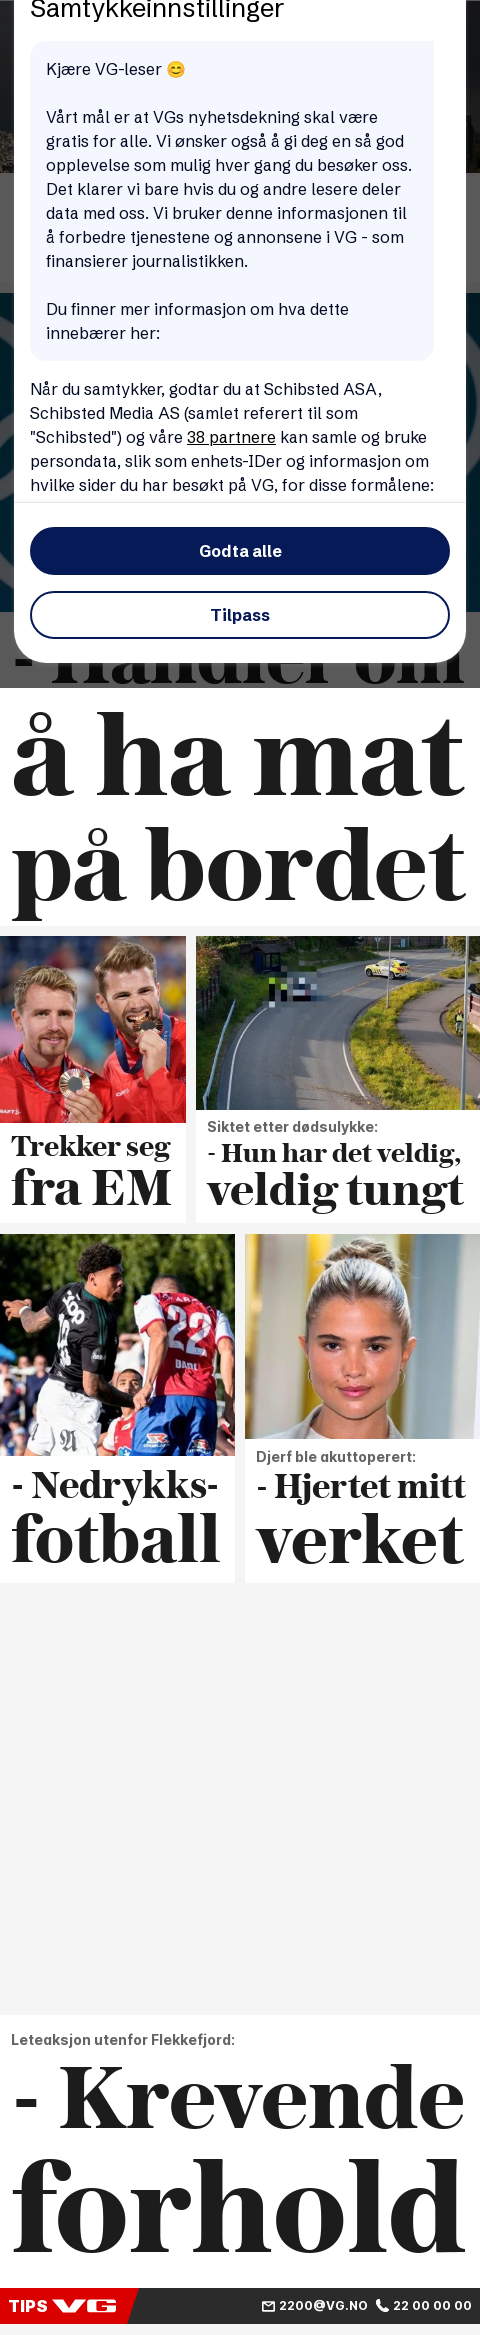 Samtykkeinnstillinger
Kjære VG-leser 😊
Vårt mål er at VGs nyhetsdekning skal være
gratis for alle. Vi ønsker også å gi deg en så god
opplevelse som mulig hver gang du besøker oss.
Det klarer vi bare hvis du og andre lesere deler
data med oss. Vi bruker denne informasjonen til
å forbedre tjenestene og annonsene i VG - som
finansierer journalistikken.
Du finner mer informasjon om hva dette
innebærer her:
Når du samtykker, godtar du at Schibsted ASA,
Schibsted Media AS (samlet referert til som
"Schibsted") og våre 38 partnere kan samle og bruke
persondata, slik som enhets-IDer og informasjon om
hvilke sider du har besøkt på VG, for disse formålene:
Godta alle
Tilpass
- Handler om
å ha mat
på bordet
Trekker seg
fra EM
Siktet etter dødsulykke:
- Hun har det veldig,
veldig tungt
22
- Nedrykks-
fotball
Djerf ble akuttoperert:
- Hjertet mitt
verket
Leteaksjon utenfor Flekkefjord:
- Krevende
forhold
TIPS VG 2200@VG.NO 22 00 00 00